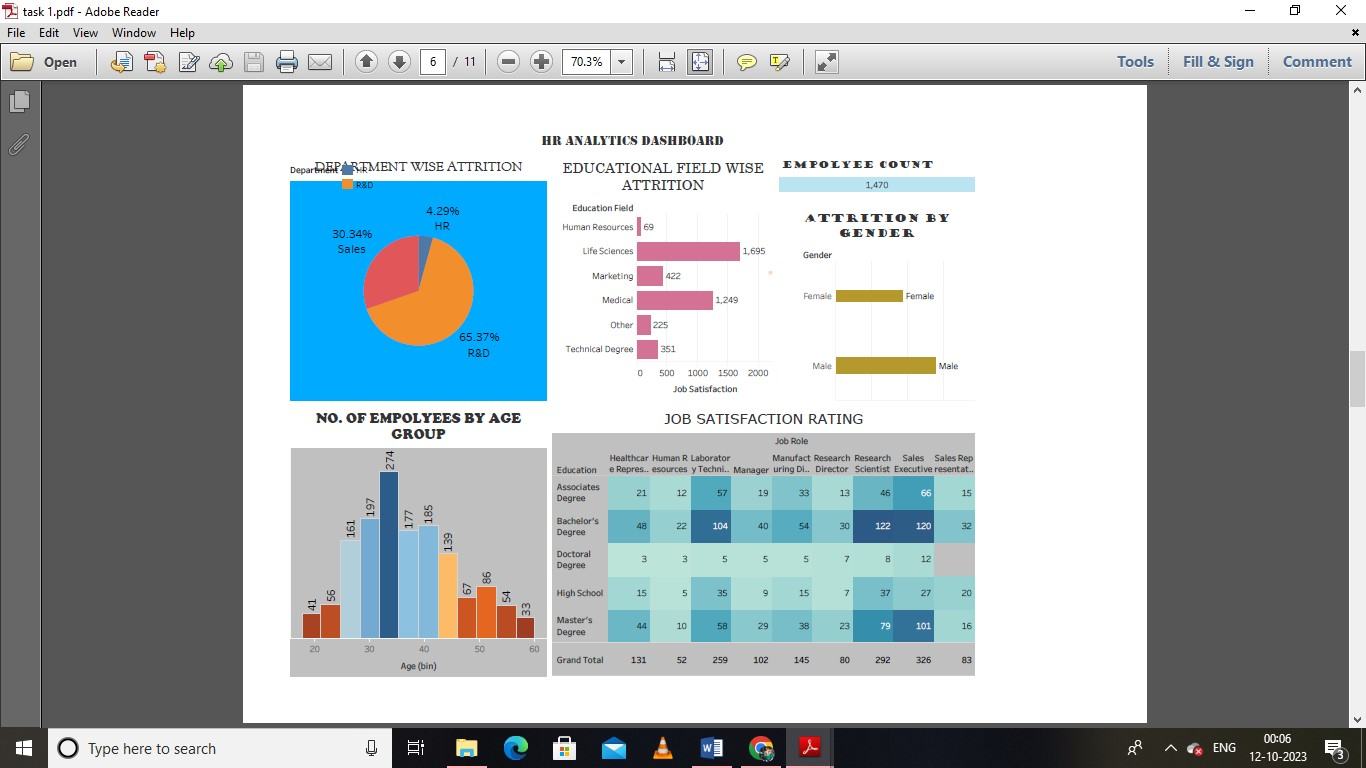 task 1.pdf - Adobe Reader
File Edit View Window Help
Open 6 / 11 70.3% Tools Fill & Sign Comment
HR ANALYTICS DASHBOARD
DEPARTMENT WISE ATTRITION
Department HR
R&D
4.29%
HR
30.34%
Sales
65.37%
R&D
EDUCATIONAL FIELD WISE
ATTRITION
Education Field
Human Resources 69
Life Sciences 1,695
Marketing 422
Medical 1,249
Other 225
Technical Degree 351
0 500 1000 1500 2000
Job Satisfaction
EMPOLYEE COUNT
1,470
ATTRITION BY
GENDER
Gender
Female Female
Male Male
NO. OF EMPOLYEES BY AGE
GROUP
41 56 161 197 274 177 185 139 67 86 54 33
20 30 40 50 60
Age (bin)
JOB SATISFACTION RATING
Job Role
Healthcar Human R Laborator Manufact Research Research Sales Sales Rep
Education e Repres.. esources y Techni.. Manager uring Di.. Director Scientist Executive resentat..
Associates
Degree 21 12 57 19 33 13 46 66 15
Bachelor's
Degree 48 22 104 40 54 30 122 120 32
Doctoral
Degree 3 3 5 5 5 7 8 12
High School 15 5 35 9 15 7 37 27 20
Master's
Degree 44 10 58 29 38 23 79 101 16
Grand Total 131 52 259 102 145 80 292 326 83
Type here to search
ENG
00:06
12-10-2023
3